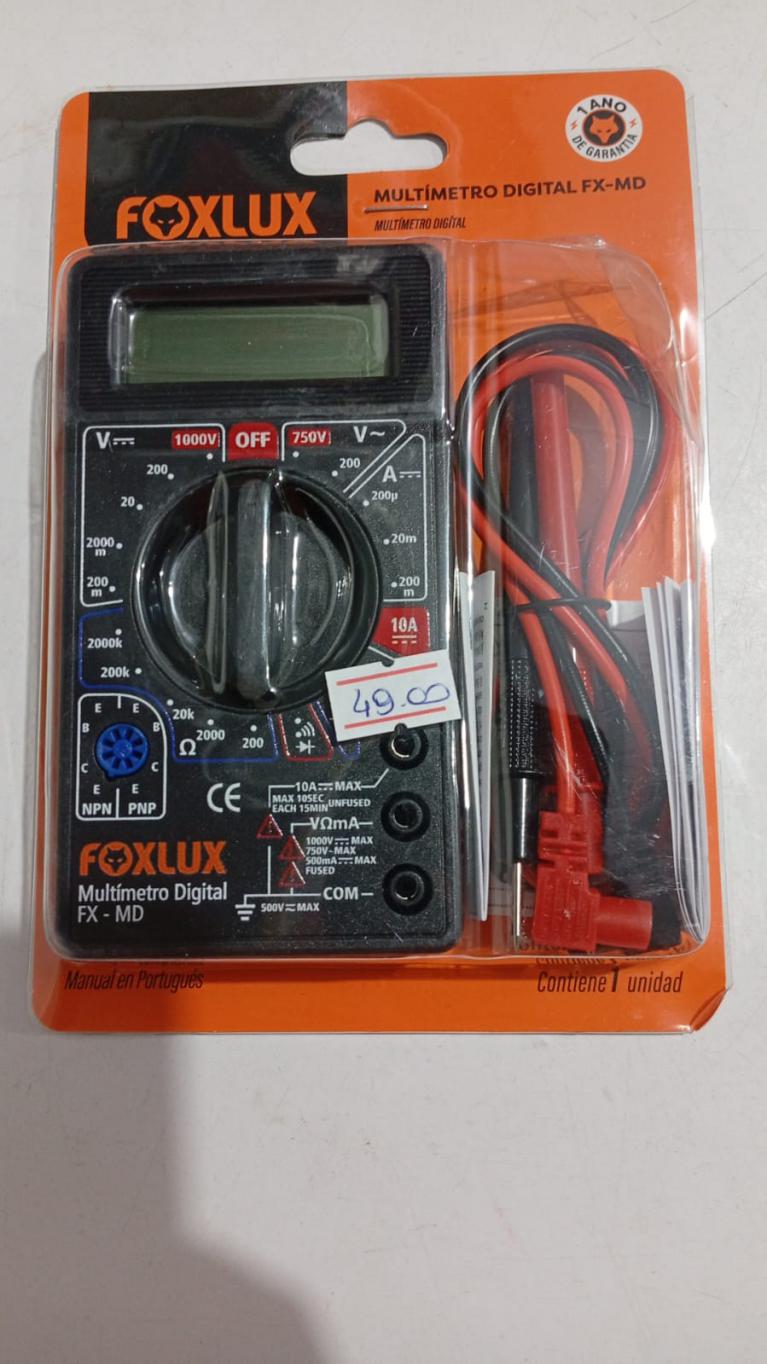 1 ANO
DE GARANTIA
FOXLUX
MULTÍMETRO DIGITAL FX-MD
MULTÍMETRO DIGITAL
V⎓ 1000V OFF 750V V~
200 200 A⎓
20 200µ
2000m 20m
200m 200m
2000k 10A⎓
200k
49.00
20k
Ω 2000 200
E E
B B
C C
E E
NPN PNP
CE
10A⎓MAX
MAX 10SEC
EACH 15MIN UNFUSED
VΩmA
1000V⎓MAX
750V~MAX
500mA⎓MAX
FUSED
COM
500V≂MAX
FOXLUX
Multímetro Digital
FX - MD
Manual en Portugués
Contiene 1 unidad